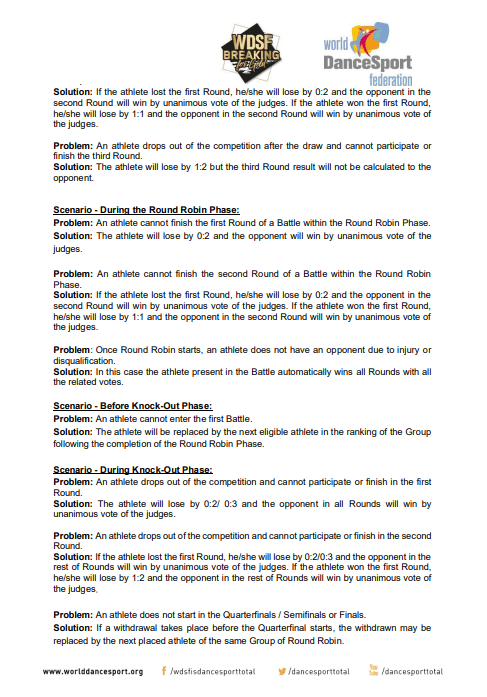 WDSF
BREAKING
for Gold
world
DanceSport
federation
Solution: If the athlete lost the first Round, he/she will lose by 0:2 and the opponent in the
second Round will win by unanimous vote of the judges. If the athlete won the first Round,
he/she will lose by 1:1 and the opponent in the second Round will win by unanimous vote of
the judges.
Problem: An athlete drops out of the competition after the draw and cannot participate or
finish the third Round.
Solution: The athlete will lose by 1:2 but the third Round result will not be calculated to the
opponent.
Scenario - During the Round Robin Phase:
Problem: An athlete cannot finish the first Round of a Battle within the Round Robin Phase.
Solution: The athlete will lose by 0:2 and the opponent will win by unanimous vote of the
judges.
Problem: An athlete cannot finish the second Round of a Battle within the Round Robin
Phase.
Solution: If the athlete lost the first Round, he/she will lose by 0:2 and the opponent in the
second Round will win by unanimous vote of the judges. If the athlete won the first Round,
he/she will lose by 1:1 and the opponent in the second Round will win by unanimous vote of
the judges.
Problem: Once Round Robin starts, an athlete does not have an opponent due to injury or
disqualification.
Solution: In this case the athlete present in the Battle automatically wins all Rounds with all
the related votes.
Scenario - Before Knock-Out Phase:
Problem: An athlete cannot enter the first Battle.
Solution: The athlete will be replaced by the next eligible athlete in the ranking of the Group
following the completion of the Round Robin Phase.
Scenario - During Knock-Out Phase:
Problem: An athlete drops out of the competition and cannot participate or finish in the first
Round.
Solution: The athlete will lose by 0:2/ 0:3 and the opponent in all Rounds will win by
unanimous vote of the judges.
Problem: An athlete drops out of the competition and cannot participate or finish in the second
Round.
Solution: If the athlete lost the first Round, he/she will lose by 0:2/0:3 and the opponent in the
rest of Rounds will win by unanimous vote of the judges. If the athlete won the first Round,
he/she will lose by 1:2 and the opponent in the rest of Rounds will win by unanimous vote of
the judges.
Problem: An athlete does not start in the Quarterfinals / Semifinals or Finals.
Solution: If a withdrawal takes place before the Quarterfinal starts, the withdrawn may be
replaced by the next placed athlete of the same Group of Round Robin.
www.worlddancesport.org f /wdsfisdancesporttotal /dancesporttotal You Tube /dancesporttotal